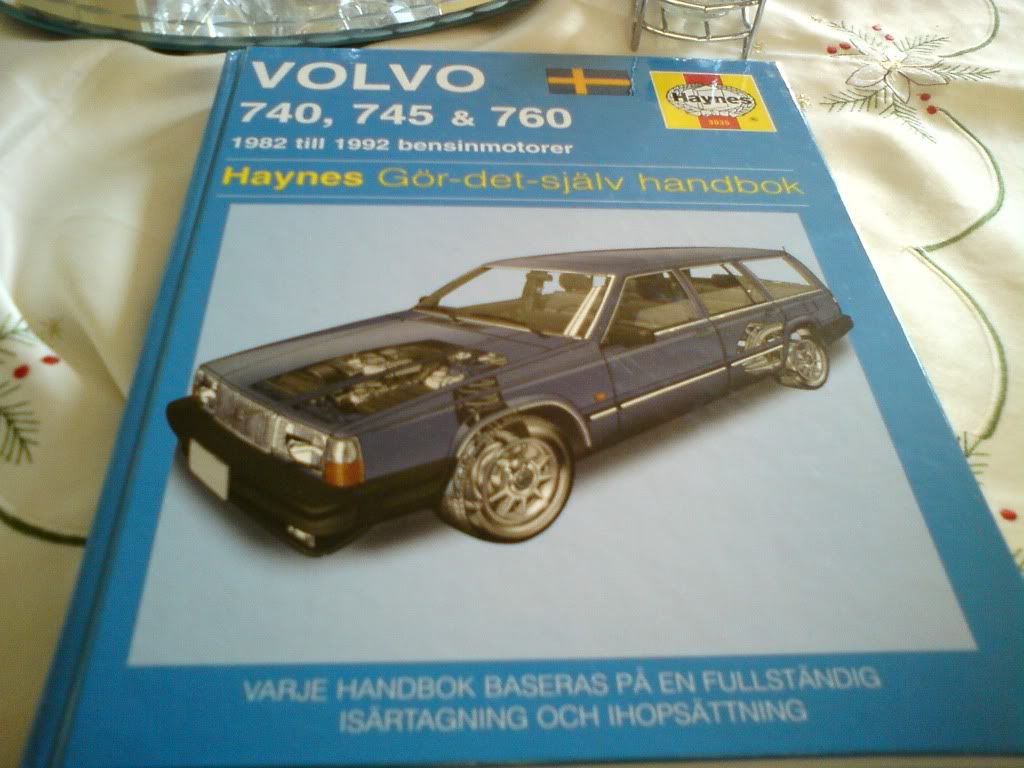 VOLVO
740, 745 & 760
1982 till 1992 bensinmotorer
Haynes
Haynes Gör-det-själv handbok
VARJE HANDBOK BASERAS PÅ EN FULLSTÄNDIG
ISÄRTAGNING OCH IHOPSÄTTNING